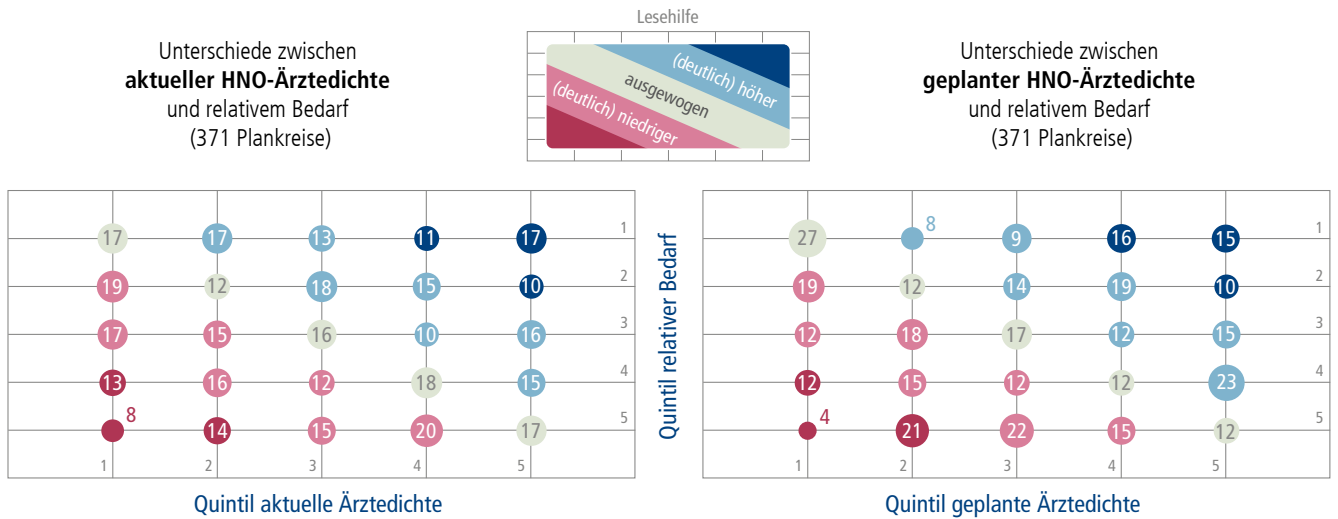 Lesehilfe
Unterschiede zwischen
aktueller HNO-Ärztedichte
und relativem Bedarf
(371 Plankreise)
(deutlich) höher
ausgewogen
(deutlich) niedriger
Unterschiede zwischen
geplanter HNO-Ärztedichte
und relativem Bedarf
(371 Plankreise)
17 17 13 11 17 1
19 12 18 15 10 2
17 15 16 10 16 3
13 16 12 18 15 4
8 14 15 20 17 5
1 2 3 4 5
Quintil aktuelle Ärztedichte
Quintil relativer Bedarf
27 8 9 16 15 1
19 12 14 19 10 2
12 18 17 12 15 3
12 15 12 12 23 4
4 21 22 15 12 5
1 2 3 4 5
Quintil geplante Ärztedichte